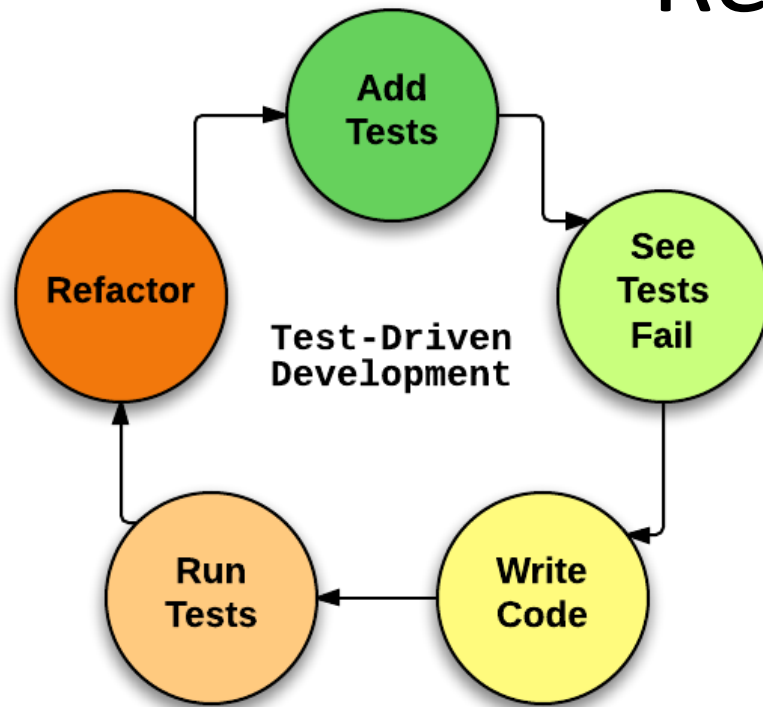 Add
Tests
See
Tests
Fail
Refactor
Test-Driven
Development
Run
Tests
Write
Code